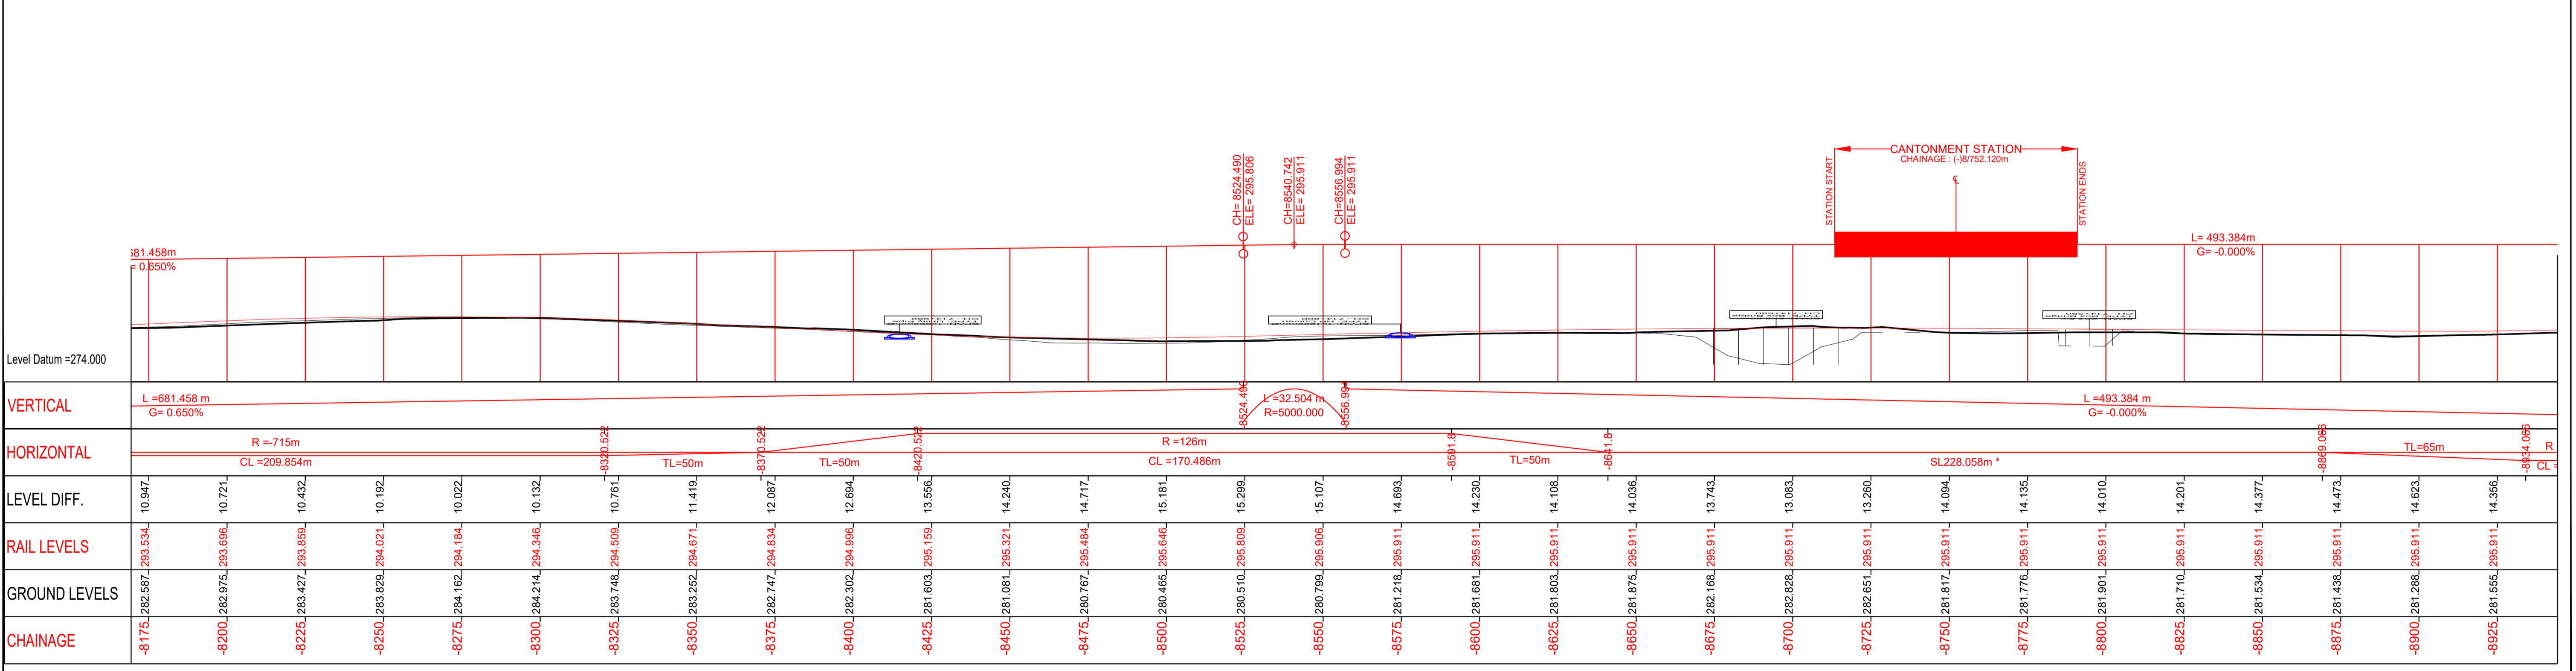 CH= 8524.490
ELE= 295.806
CH=8540.742
ELE= 295.911
CH=8556.994
ELE= 295.911
STATION START
CANTONMENT STATION
CHAINAGE : (-)8/752.120m
STATION ENDS
681.458m
= 0.650%
L= 493.384m
G= -0.000%
Level Datum =274.000
VERTICAL
L =681.458 m
G= 0.650%
-8524.490
L =32.504 m
R=5000.000
-8556.994
L =493.384 m
G= -0.000%
HORIZONTAL
R =-715m
CL =209.854m
-8320.522
TL=50m
-8370.522
TL=50m
-8420.522
R =126m
CL =170.486m
-8591.8
TL=50m
-8641.8
SL228.058m *
-8869.066
TL=65m
-8934.066
R
CL =
LEVEL DIFF. 10.947 10.721 10.432 10.192 10.022 10.132 10.761 11.419 12.087 12.694 13.556 14.240 14.717 15.181 15.299 15.107 14.693 14.230 14.108 14.036 13.743 13.083 13.260 14.094 14.135 14.010 14.201 14.377 14.473 14.623 14.356
RAIL LEVELS 293.534 293.696 293.859 294.021 294.184 294.346 294.509 294.671 294.834 294.996 295.159 295.321 295.484 295.646 295.809 295.906 295.911 295.911 295.911 295.911 295.911 295.911 295.911 295.911 295.911 295.911 295.911 295.911 295.911 295.911 295.911
GROUND LEVELS 282.587 282.975 283.427 283.829 284.162 284.214 283.748 283.252 282.747 282.302 281.603 281.081 280.767 280.465 280.510 280.799 281.218 281.681 281.803 281.875 282.168 282.828 282.651 281.817 281.776 281.901 281.710 281.534 281.438 281.288 281.555
CHAINAGE -8175 -8200 -8225 -8250 -8275 -8300 -8325 -8350 -8375 -8400 -8425 -8450 -8475 -8500 -8525 -8550 -8575 -8600 -8625 -8650 -8675 -8700 -8725 -8750 -8775 -8800 -8825 -8850 -8875 -8900 -8925